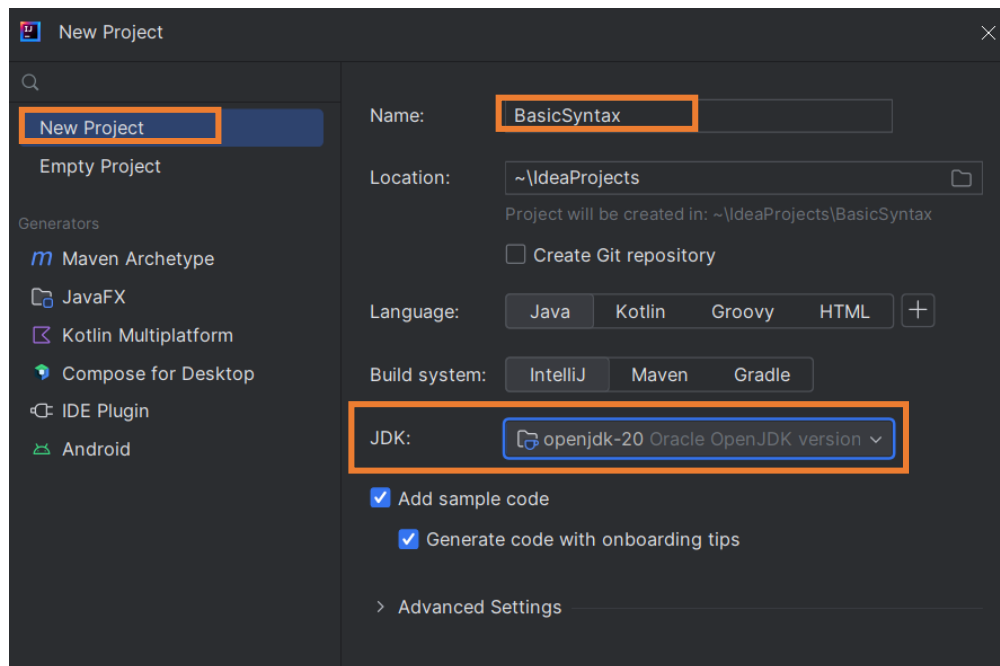 New Project
New Project
Empty Project
Generators
Maven Archetype
JavaFX
Kotlin Multiplatform
Compose for Desktop
IDE Plugin
Android
Name: BasicSyntax
Location: ~\IdeaProjects
Project will be created in: ~\IdeaProjects\BasicSyntax
Create Git repository
Language: Java Kotlin Groovy HTML
Build system: IntelliJ Maven Gradle
JDK: openjdk-20 Oracle OpenJDK version
Add sample code
Generate code with onboarding tips
Advanced Settings